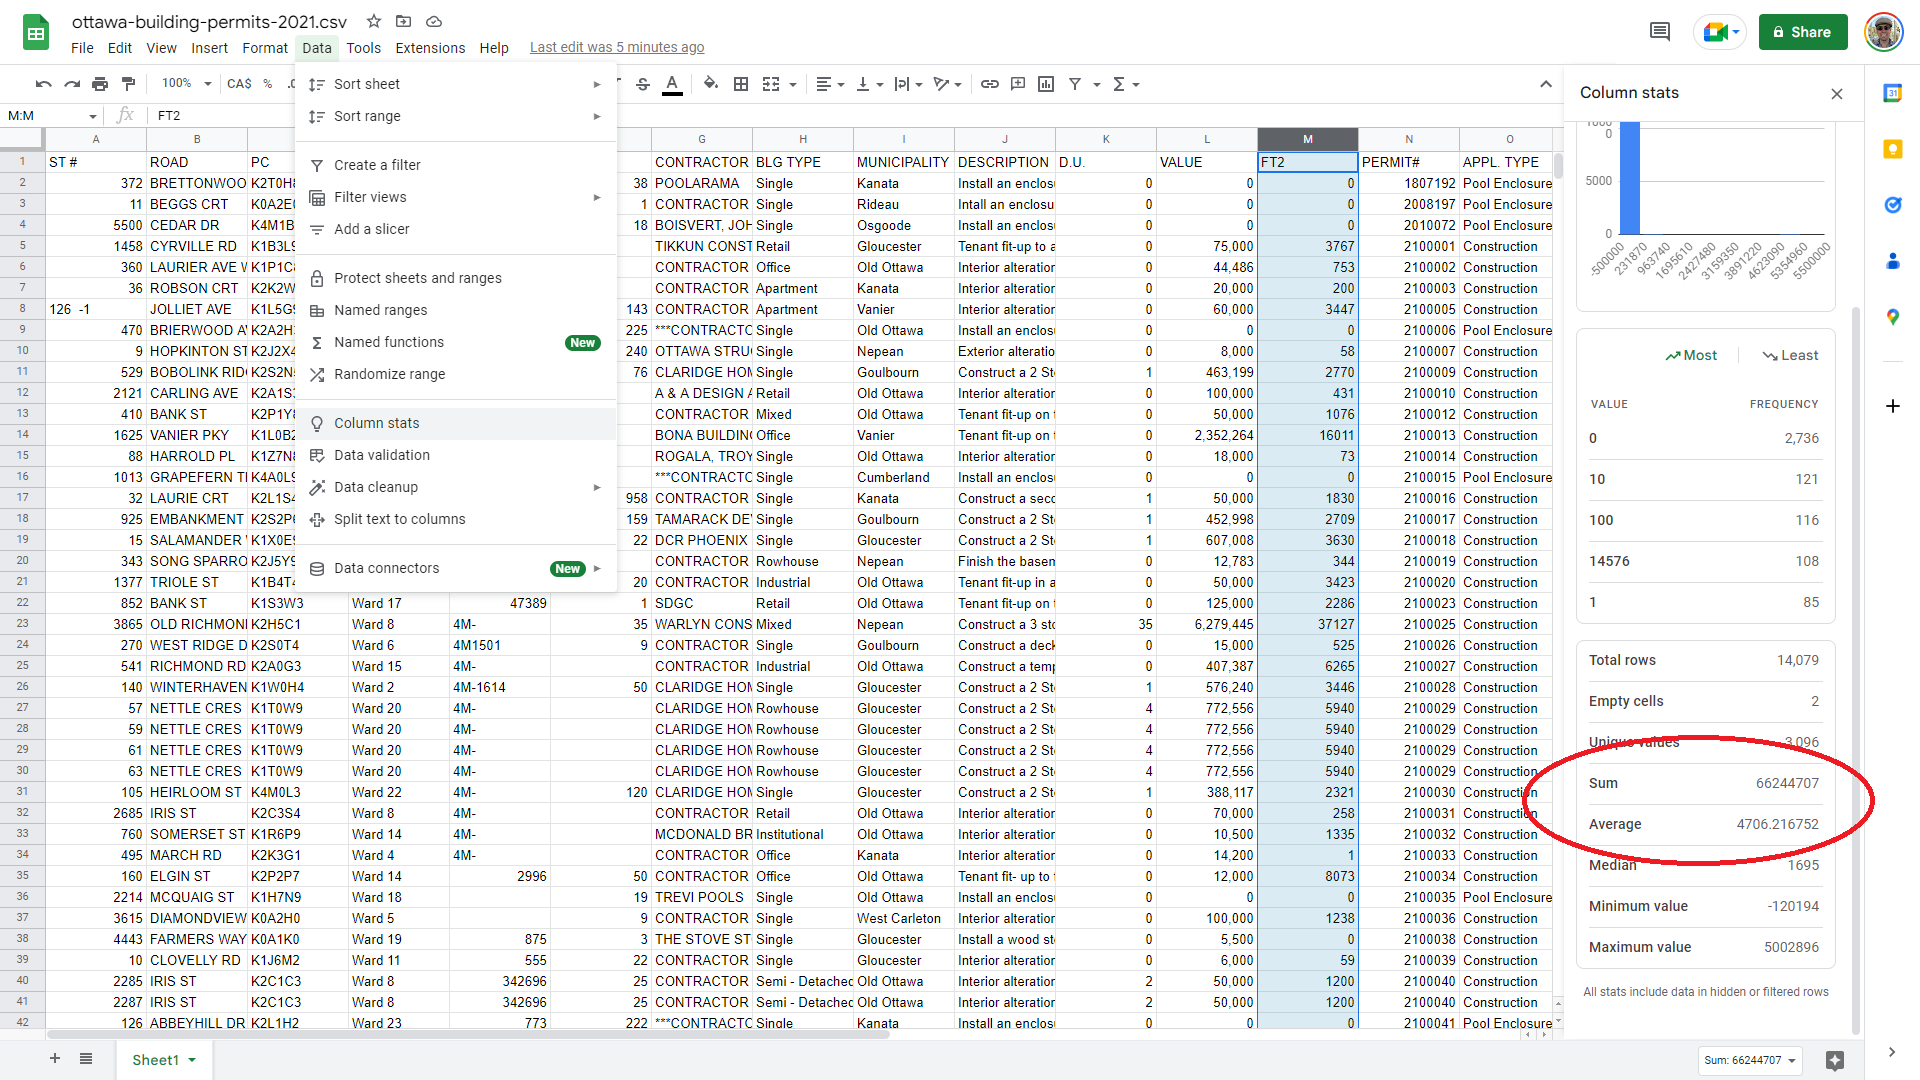 ottawa-building-permits-2021.csv
File Edit View Insert Format Data Tools Extensions Help Last edit was 5 minutes ago
Share
100% CA$ %
M:M FT2
Sort sheet
Sort range
Create a filter
Filter views
Add a slicer
Protect sheets and ranges
Named ranges
Named functions New
Randomize range
Column stats
Data validation
Data cleanup
Split text to columns
Data connectors New
A B G H I J K L M N O
1 ST # ROAD PC CONTRACTOR BLG TYPE MUNICIPALITY DESCRIPTION D.U. VALUE FT2 PERMIT# APPL. TYPE
2 372 BRETTONWOO K2T0H8 38 POOLARAMA Single Kanata Install an enclos 0 0 0 1807192 Pool Enclosure
3 11 BEGGS CRT K0A2E0 1 CONTRACTOR Single Rideau Intall an enclosu 0 0 0 2008197 Pool Enclosure
4 5500 CEDAR DR K4M1B 18 BOISVERT, JOH Single Osgoode Install an enclos 0 0 0 2010072 Pool Enclosure
5 1458 CYRVILLE RD K1B3L9 TIKKUN CONST Retail Gloucester Tenant fit-up to a 0 75,000 3767 2100001 Construction
6 360 LAURIER AVE W K1P1C8 CONTRACTOR Office Old Ottawa Interior alteration 0 44,486 753 2100002 Construction
7 36 ROBSON CRT K2K2W CONTRACTOR Apartment Kanata Interior alteration 0 20,000 200 2100003 Construction
8 126 -1 JOLLIET AVE K1L5G9 143 CONTRACTOR Apartment Vanier Interior alteration 0 60,000 3447 2100005 Construction
9 470 BRIERWOOD AV K2A2H 225 ***CONTRACTO Single Old Ottawa Install an enclos 0 0 0 2100006 Pool Enclosure
10 9 HOPKINTON ST K2J2X4 240 OTTAWA STRU Single Nepean Exterior alteratio 0 8,000 58 2100007 Construction
11 529 BOBOLINK RID K2S2N 76 CLARIDGE HOM Single Goulbourn Construct a 2 Sto 1 463,199 2770 2100009 Construction
12 2121 CARLING AVE K2A1S A & A DESIGN A Retail Old Ottawa Interior alteration 0 100,000 431 2100010 Construction
13 410 BANK ST K2P1Y8 CONTRACTOR Mixed Old Ottawa Tenant fit-up on t 0 50,000 1076 2100012 Construction
14 1625 VANIER PKY K1L0B2 BONA BUILDING Office Vanier Tenant fit-up on t 0 2,352,264 16011 2100013 Construction
15 88 HARROLD PL K1Z7N8 ROGALA, TROY Single Old Ottawa Interior alteration 0 18,000 73 2100014 Construction
16 1013 GRAPEFERN TE K4A0L9 ***CONTRACTO Single Cumberland Install an enclos 0 0 0 2100015 Pool Enclosure
17 32 LAURIE CRT K2L1S4 958 CONTRACTOR Single Kanata Construct a seco 1 50,000 1830 2100016 Construction
18 925 EMBANKMENT K2S2P6 159 TAMARACK DE Single Goulbourn Construct a 2 Sto 1 452,998 2709 2100017 Construction
19 15 SALAMANDER K1X0E9 22 DCR PHOENIX Single Gloucester Construct a 2 Sto 1 607,008 3630 2100018 Construction
20 343 SONG SPARRO K2J5Y9 CONTRACTOR Rowhouse Nepean Finish the basem 0 12,783 344 2100019 Construction
21 1377 TRIOLE ST K1B4T4 20 CONTRACTOR Industrial Old Ottawa Tenant fit-up in a 0 50,000 3423 2100020 Construction
22 852 BANK ST K1S3W3 Ward 17 47389 1 SDGC Retail Old Ottawa Tenant fit-up on t 0 125,000 2286 2100023 Construction
23 3865 OLD RICHMON K2H5C1 Ward 8 4M- 35 WARLYN CONS Mixed Nepean Construct a 3 sto 35 6,279,445 37127 2100025 Construction
24 270 WEST RIDGE D K2S0T4 Ward 6 4M1501 9 CONTRACTOR Single Goulbourn Construct a deck 0 15,000 525 2100026 Construction
25 541 RICHMOND RD K2A0G3 Ward 15 4M- CONTRACTOR Industrial Old Ottawa Construct a temp 0 407,387 6265 2100027 Construction
26 140 WINTERHAVEN K1W0H4 Ward 2 4M-1614 50 CLARIDGE HOM Single Gloucester Construct a 2 Sto 1 576,240 3446 2100028 Construction
27 57 NETTLE CRES K1T0W9 Ward 20 4M- CLARIDGE HOM Rowhouse Gloucester Construct a 2 Sto 4 772,556 5940 2100029 Construction
28 59 NETTLE CRES K1T0W9 Ward 20 4M- CLARIDGE HOM Rowhouse Gloucester Construct a 2 Sto 4 772,556 5940 2100029 Construction
29 61 NETTLE CRES K1T0W9 Ward 20 4M- CLARIDGE HOM Rowhouse Gloucester Construct a 2 Sto 4 772,556 5940 2100029 Construction
30 63 NETTLE CRES K1T0W9 Ward 20 4M- CLARIDGE HOM Rowhouse Gloucester Construct a 2 Sto 4 772,556 5940 2100029 Construction
31 105 HEIRLOOM ST K4M0L3 Ward 22 4M- 120 CLARIDGE HOM Single Gloucester Construct a 2 Sto 1 388,117 2321 2100030 Construction
32 2685 IRIS ST K2C3S4 Ward 8 4M- CONTRACTOR Retail Old Ottawa Interior alteration 0 70,000 258 2100031 Construction
33 760 SOMERSET ST K1R6P9 Ward 14 4M- MCDONALD BR Institutional Old Ottawa Interior alteration 0 10,500 1335 2100032 Construction
34 495 MARCH RD K2K3G1 Ward 4 4M- CONTRACTOR Office Kanata Interior alteration 0 14,200 1 2100033 Construction
35 160 ELGIN ST K2P2P7 Ward 14 2996 50 CONTRACTOR Office Old Ottawa Tenant fit- up to 0 12,000 8073 2100034 Construction
36 2214 MCQUAIG ST K1H7N9 Ward 18 19 TREVI POOLS Single Old Ottawa Install an enclos 0 0 0 2100035 Pool Enclosure
37 3615 DIAMONDVIEW K0A2H0 Ward 5 9 CONTRACTOR Single West Carleton Interior alteration 0 100,000 1238 2100036 Construction
38 4443 FARMERS WAY K0A1K0 Ward 19 875 3 THE STOVE ST Single Gloucester Install a wood st 0 5,500 0 2100038 Construction
39 10 CLOVELLY RD K1J6M2 Ward 11 555 22 CONTRACTOR Single Gloucester Interior alteration 0 6,000 59 2100039 Construction
40 2285 IRIS ST K2C1C3 Ward 8 342696 25 CONTRACTOR Semi - Detached Old Ottawa Interior alteration 2 50,000 1200 2100040 Construction
41 2287 IRIS ST K2C1C3 Ward 8 342696 25 CONTRACTOR Semi - Detached Old Ottawa Interior alteration 2 50,000 1200 2100040 Construction
42 126 ABBEYHILL DR K2L1H2 Ward 23 773 222 ***CONTRACTO Single Kanata Install an enclos 0 0 0 2100041 Pool Enclosure
Column stats
1000
0
5000
0
-500000 231870 963740 1695610 2427480 3159350 3891220 4623090 5354960 5500000
Most Least
VALUE FREQUENCY
0 2,736
10 121
100 116
14576 108
1 85
Total rows 14,079
Empty cells 2
Unique values 3,096
Sum 66244707
Average 4706.216752
Median 1695
Minimum value -120194
Maximum value 5002896
All stats include data in hidden or filtered rows
31
Sheet1
Sum: 66244707